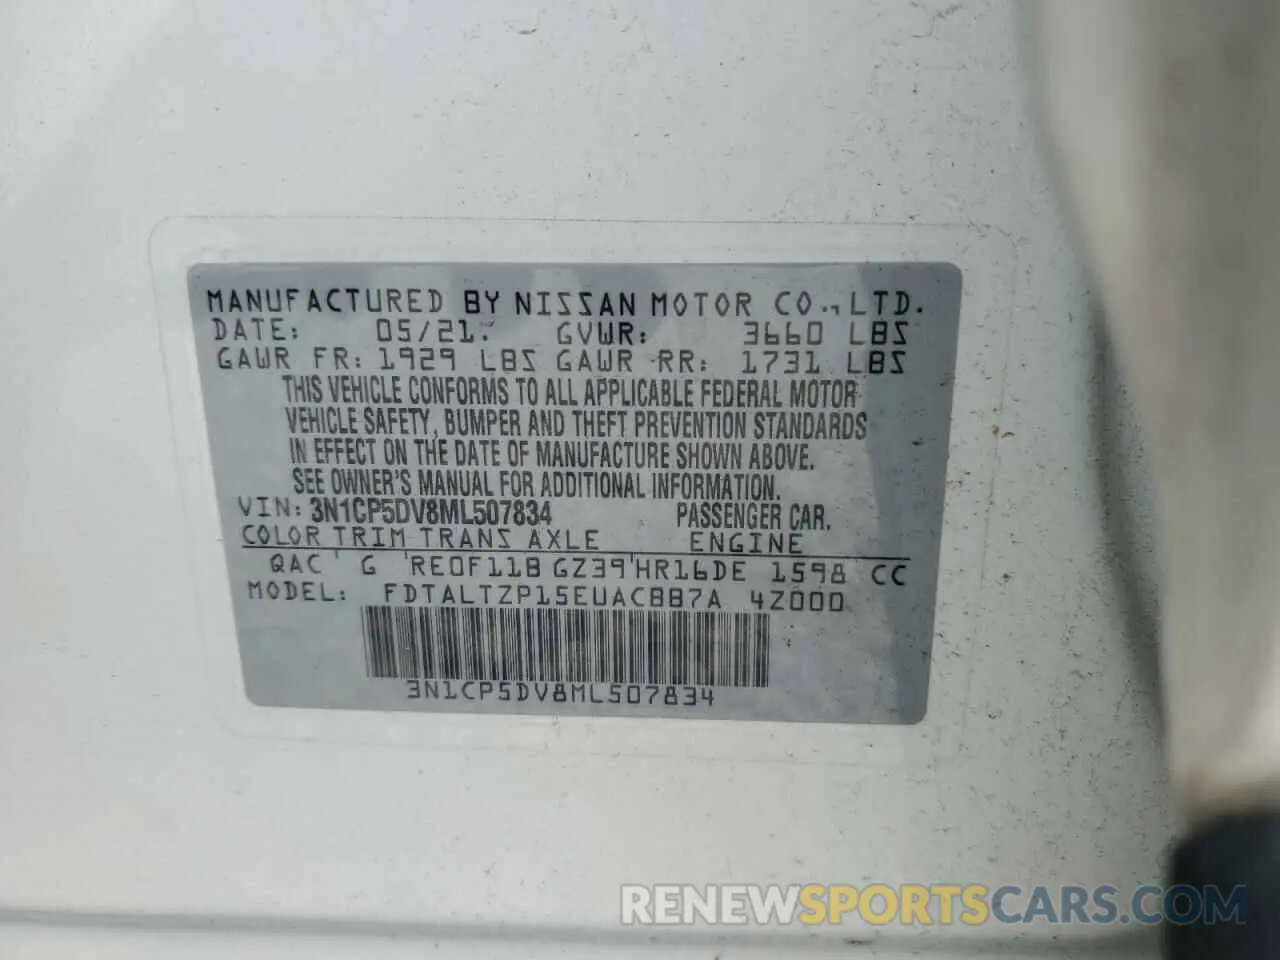 MANUFACTURED BY NISSAN MOTOR CO., LTD.
DATE: 05/21 GVWR: 3660 LBS
GAWR FR: 1929 LBS GAWR RR: 1731 LBS
THIS VEHICLE CONFORMS TO ALL APPLICABLE FEDERAL MOTOR
VEHICLE SAFETY, BUMPER AND THEFT PREVENTION STANDARDS
IN EFFECT ON THE DATE OF MANUFACTURE SHOWN ABOVE.
SEE OWNER'S MANUAL FOR ADDITIONAL INFORMATION.
VIN: 3N1CP5DV8ML507834 PASSENGER CAR.
COLOR TRIM TRANS AXLE ENGINE
QAC G RE0F11B GZ39 HR16DE 1598 CC
MODEL: FDTALTZP15EUACBB7A 4Z000
3N1CP5DV8ML507834
RENEWSPORTSCARS.COM